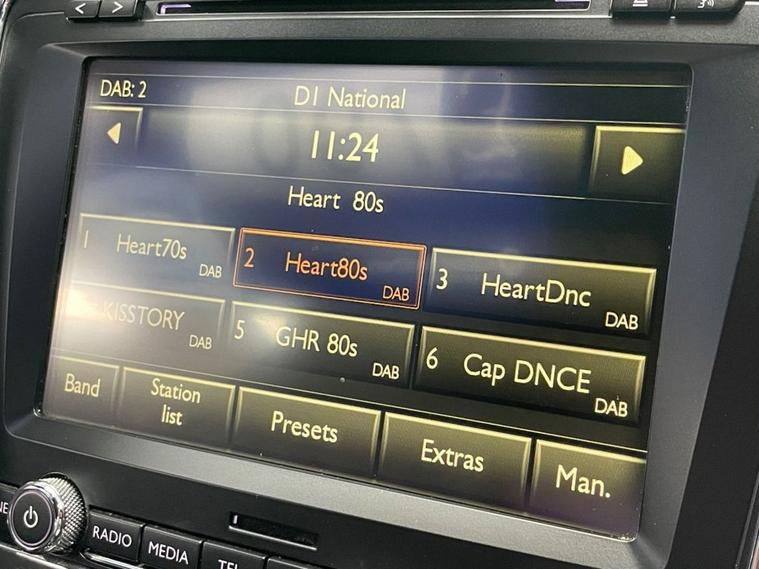 DAB: 2
D1 National
11:24
Heart 80s
1 Heart70s DAB
2 Heart80s DAB
3 HeartDnc DAB
KISSTORY DAB
5 GHR 80s DAB
6 Cap DNCE DAB
Band
Station
list
Presets
Extras
Man.
RADIO
MEDIA